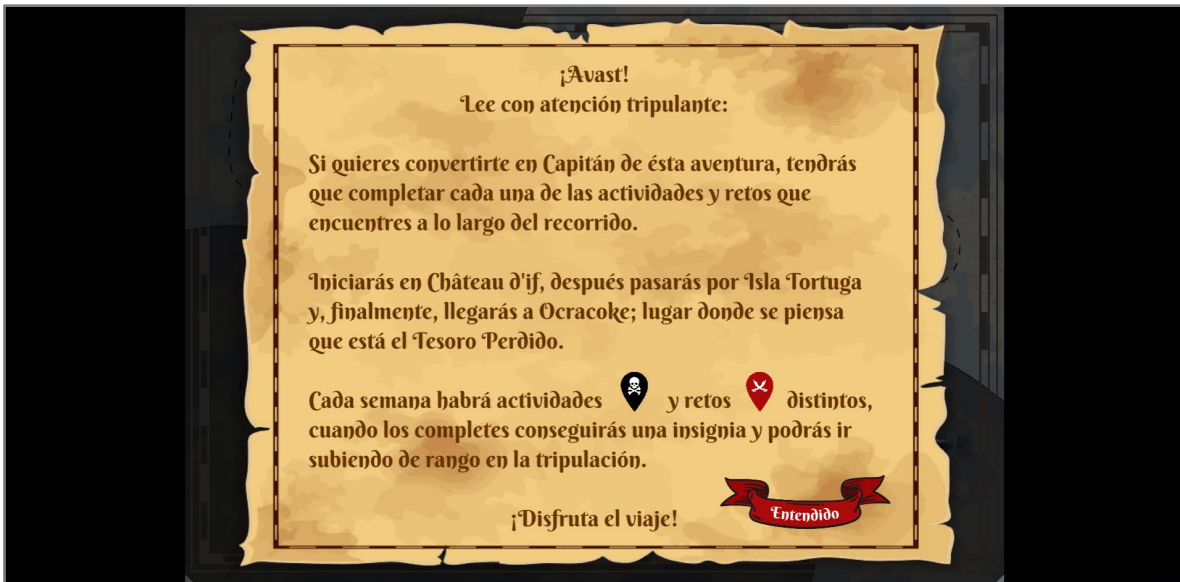 ¡Avast!
Lee con atención tripulante:
Si quieres convertirte en Capitán de ésta aventura, tendrás
que completar cada una de las actividades y retos que
encuentres a lo largo del recorrido.
Iniciarás en Château d'if, después pasarás por Isla Tortuga
y, finalmente, llegarás a Ocracoke; lugar donde se piensa
que está el Tesoro Perdido.
Cada semana habrá actividades y retos distintos,
cuando los completes conseguirás una insignia y podrás ir
subiendo de rango en la tripulación.
¡Disfruta el viaje!
Entendido